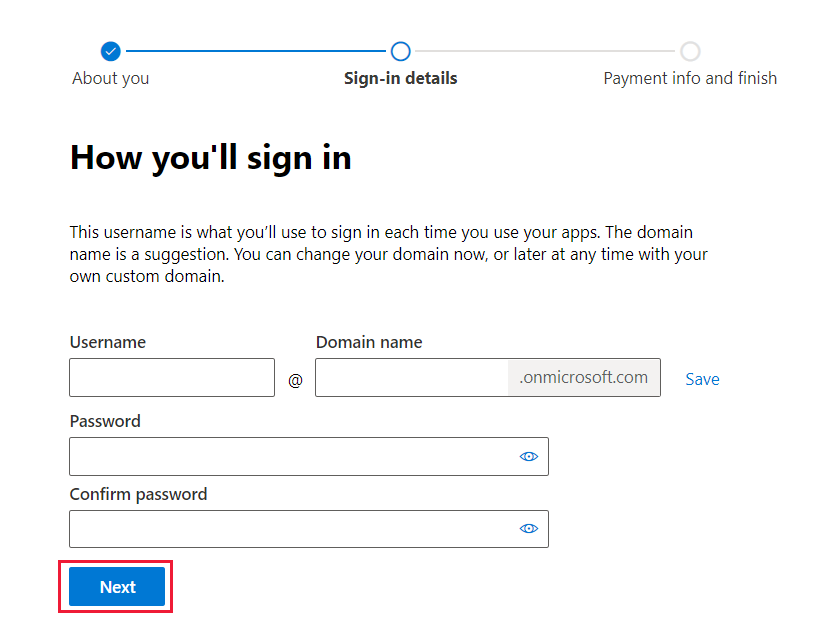 About you
Sign-in details
Payment info and finish
How you'll sign in
This username is what you’ll use to sign in each time you use your apps. The domain
name is a suggestion. You can change your domain now, or later at any time with your
own custom domain.
Username
Domain name
@
.onmicrosoft.com
Save
Password
Confirm password
Next